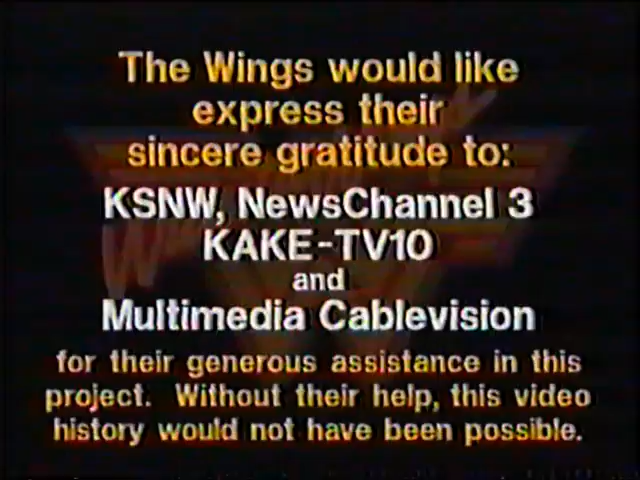 The Wings would like
express their
sincere gratitude to:
KSNW, NewsChannel 3
KAKE-TV10
and
Multimedia Cablevision
for their generous assistance in this
project. Without their help, this video
history would not have been possible.